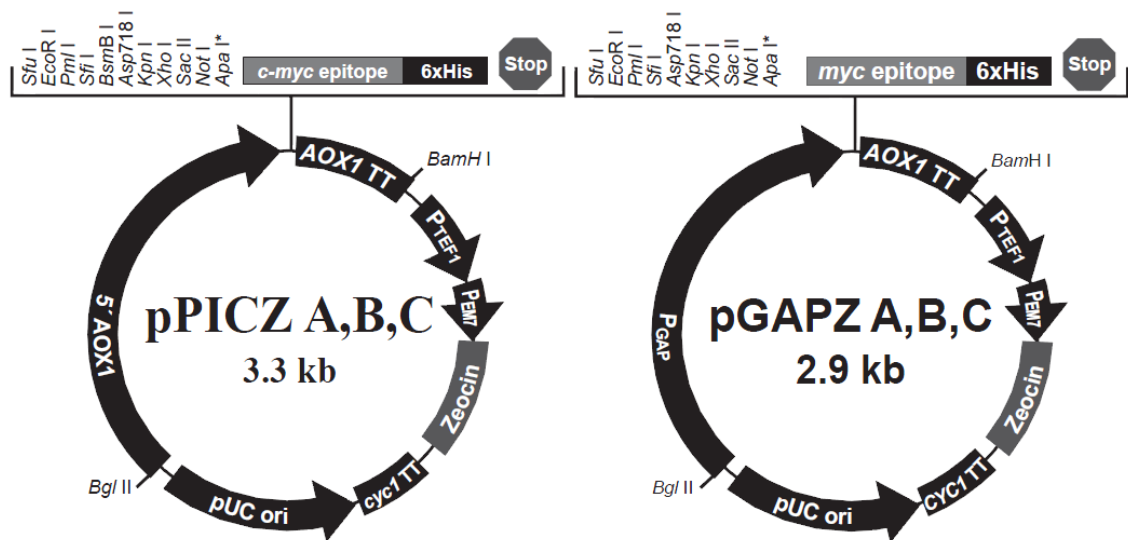 Sfu I
EcoR I
Pml I
Sfi I
BsmB I
Asp718 I
Kpn I
Xho I
Sac II
Not I
Apa I*
c-myc epitope
6xHis
Stop
AOX1 TT
BamH I
PTEF1
PEM7
Zeocin
cyc1 TT
pUC ori
Bgl II
5´ AOX1
pPICZ A,B,C
3.3 kb
Sfu I
EcoR I
Pml I
Sfi I
Asp718 I
Kpn I
Xho I
Sac II
Not I
Apa I*
myc epitope
6xHis
Stop
AOX1 TT
BamH I
PTEF1
PEM7
Zeocin
CYC1 TT
pUC ori
Bgl II
PGAP
pGAPZ A,B,C
2.9 kb